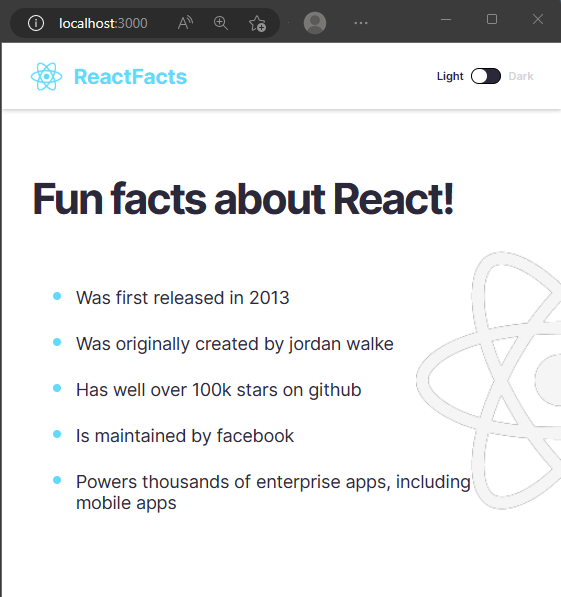 localhost:3000
ReactFacts
Light Dark
Fun facts about React!
Was first released in 2013
Was originally created by jordan walke
Has well over 100k stars on github
Is maintained by facebook
Powers thousands of enterprise apps, including
mobile apps